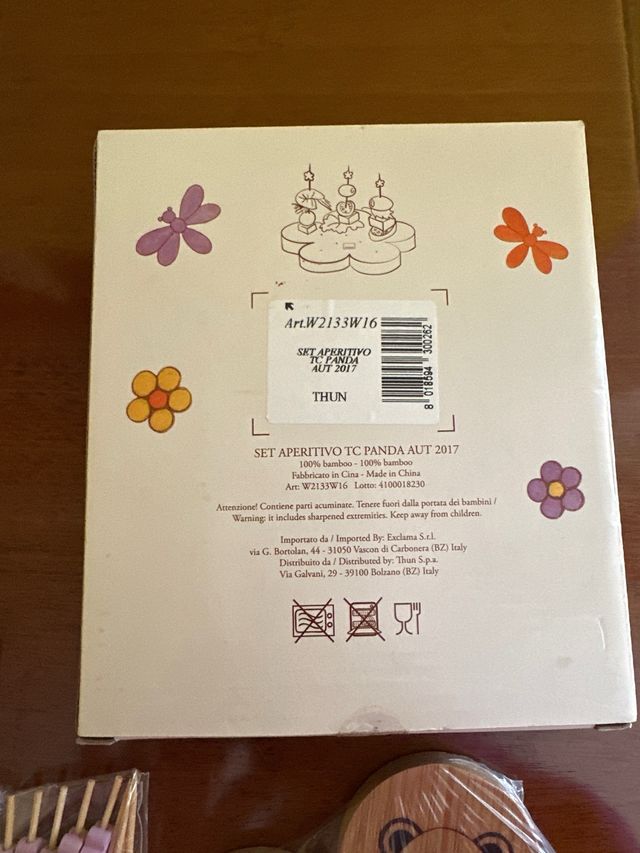 Art.W2133W16
SET APERITIVO
TC PANDA
AUT 2017
THUN
8 018594 300262
SET APERITIVO TC PANDA AUT 2017
100% bamboo - 100% bamboo
Fabbricato in Cina - Made in China
Art: W2133W16 Lotto: 4100018230
Attenzione! Contiene parti acuminate. Tenere fuori dalla portata dei bambini /
Warning: it includes sharpened extremities. Keep away from children.
Importato da / Imported By: Exclama S.r.l.
via G. Bortolan, 44 - 31050 Vascon di Carbonera (BZ) Italy
Distribuito da / Distributed by: Thun S.p.a.
Via Galvani, 29 - 39100 Bolzano (BZ) Italy